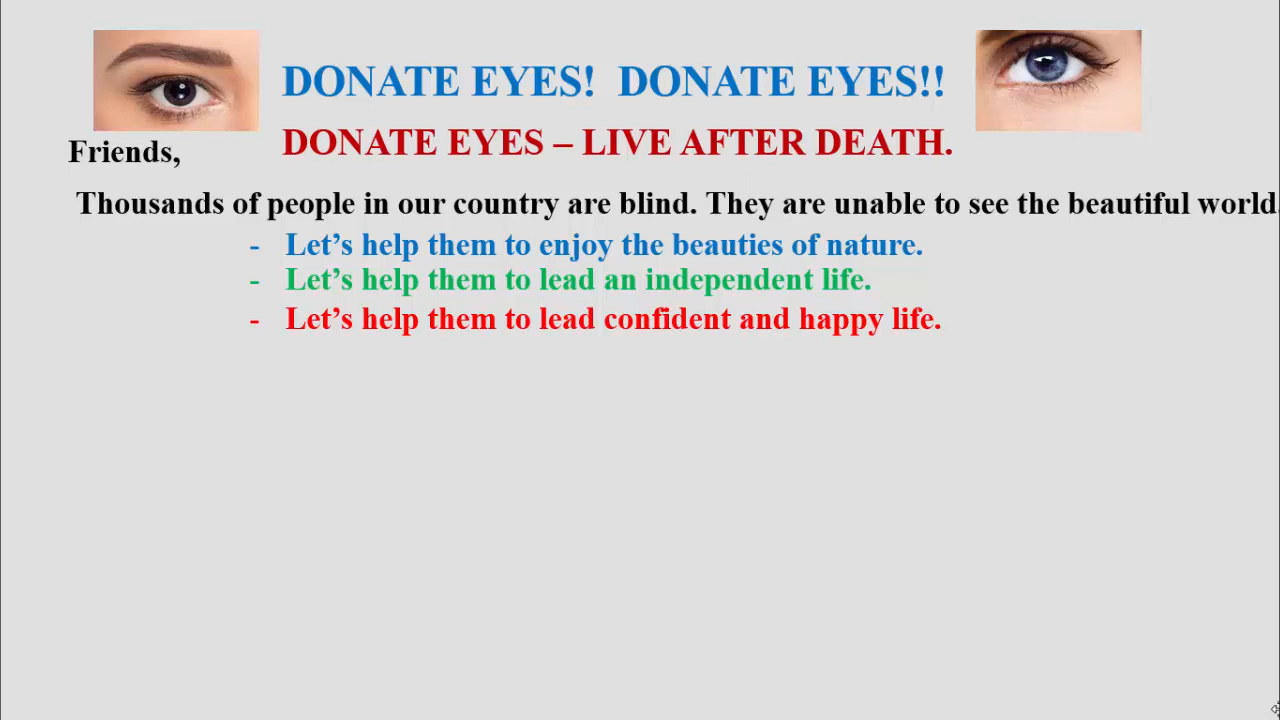 DONATE EYES! DONATE EYES!!
DONATE EYES – LIVE AFTER DEATH.
Friends,
Thousands of people in our country are blind. They are unable to see the beautiful world.
- Let’s help them to enjoy the beauties of nature.
- Let’s help them to lead an independent life.
- Let’s help them to lead confident and happy life.